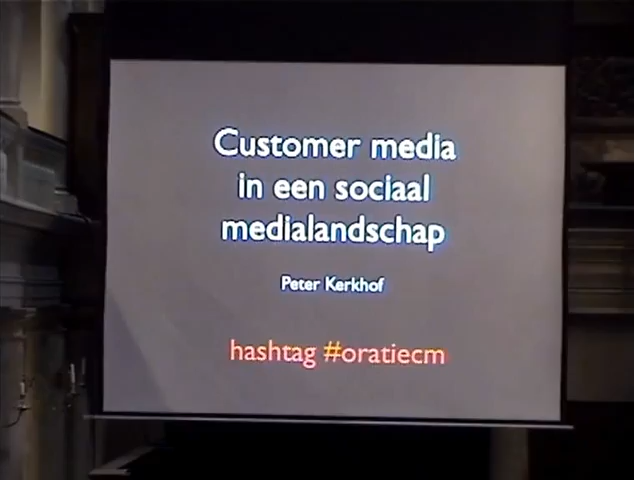 Customer media
in een sociaal
medialandschap
Peter Kerkhof
hashtag #oratiecm